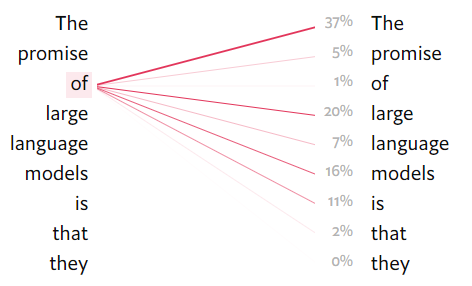 The 37% The
promise 5% promise
of 1% of
large 20% large
language 7% language
models 16% models
is 11% is
that 2% that
they 0% they